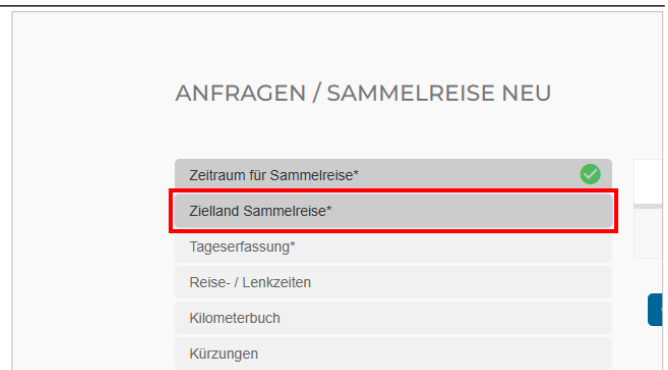 ANFRAGEN / SAMMELREISE NEU
Zeitraum für Sammelreise*
Zielland Sammelreise*
Tageserfassung*
Reise- / Lenkzeiten
Kilometerbuch
Kürzungen